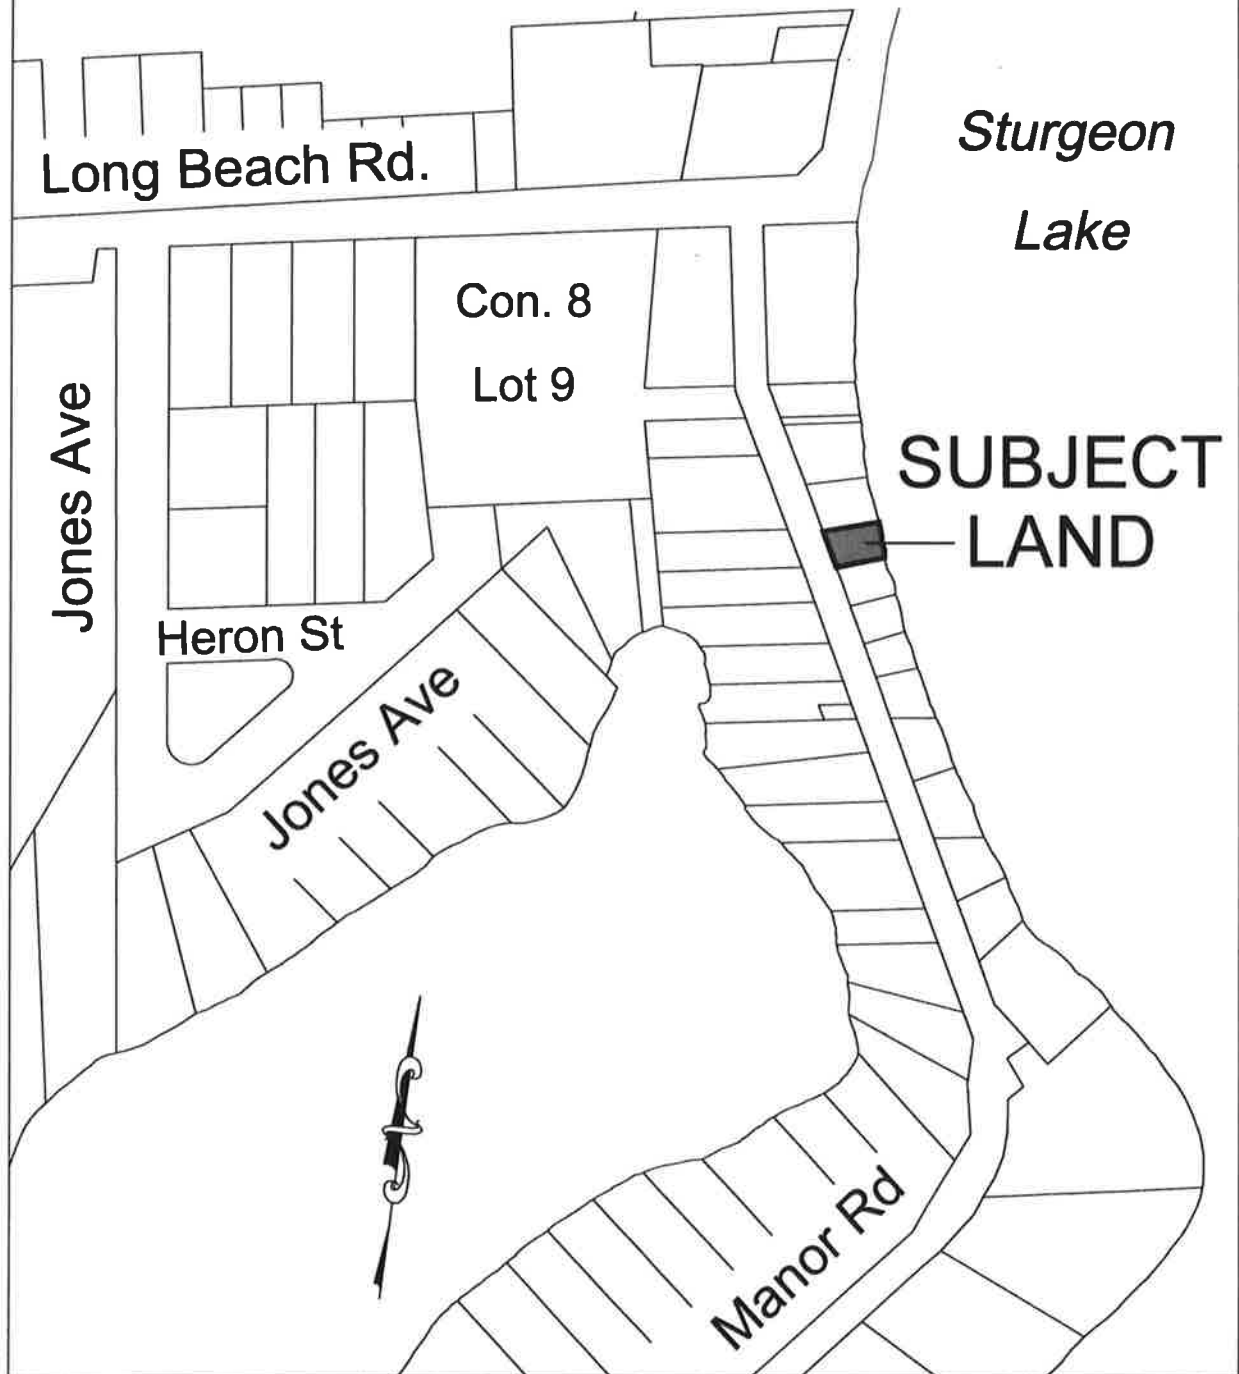 Long Beach Rd.
Sturgeon
Lake
Con. 8
Lot 9
Jones Ave
SUBJECT
LAND
Heron St
Jones Ave
Manor Rd